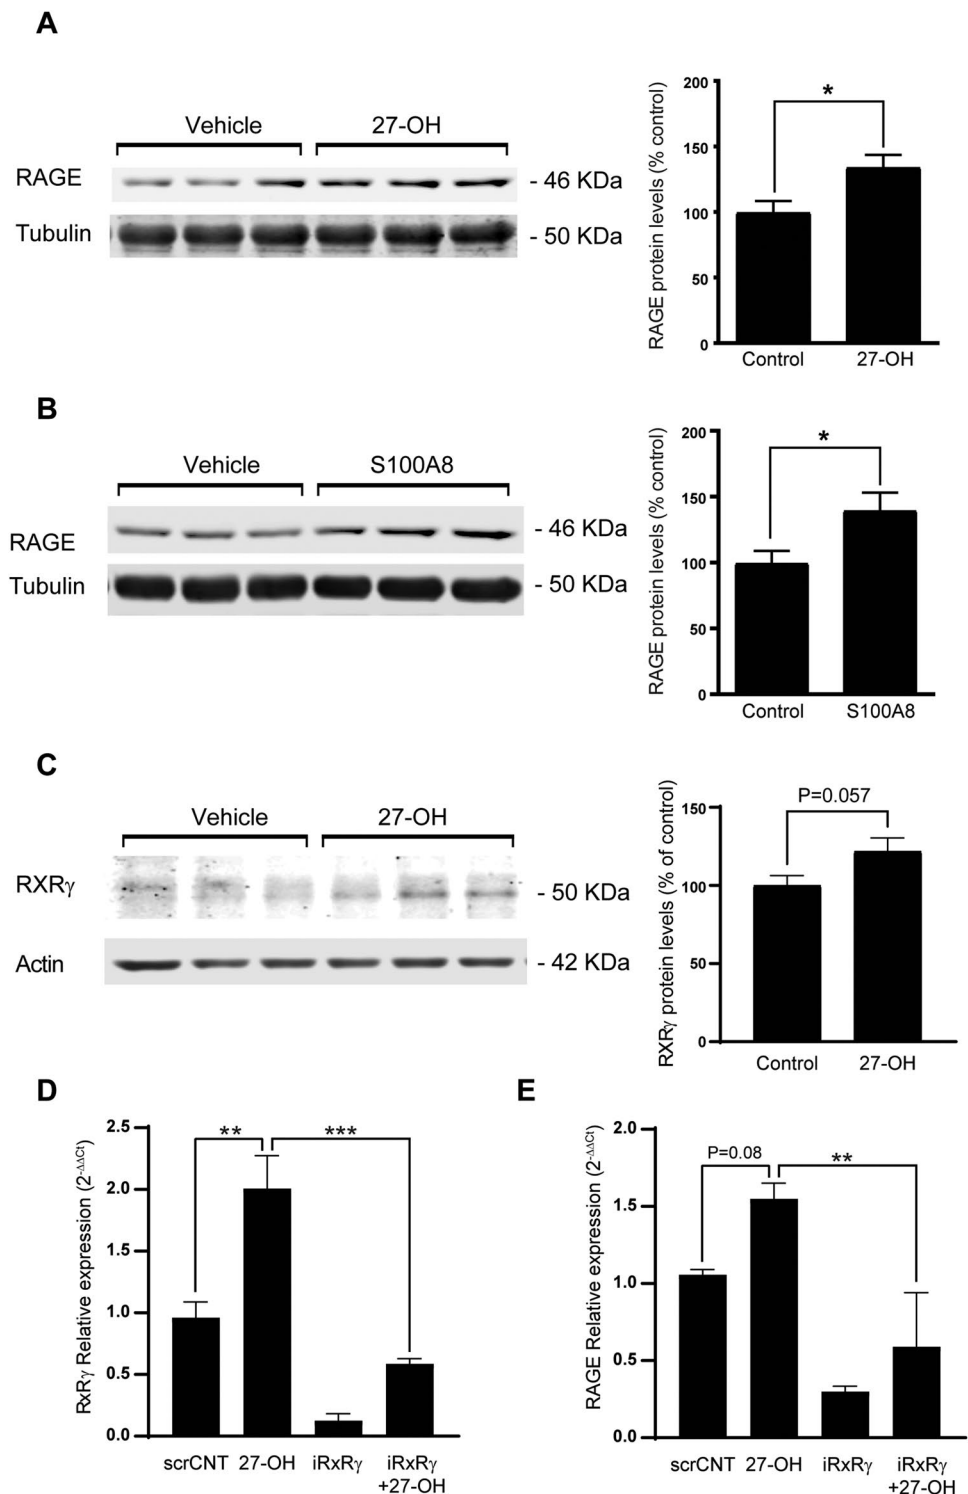 A
Vehicle 27-OH
RAGE - 46 KDa
Tubulin - 50 KDa
RAGE protein levels (% control)
200
150
100
50
0
*
Control 27-OH
B
Vehicle S100A8
RAGE - 46 KDa
Tubulin - 50 KDa
RAGE protein levels (% control)
200
150
100
50
0
*
Control S100A8
C
Vehicle 27-OH
RXRγ - 50 KDa
Actin - 42 KDa
RXRγ protein levels (% of control)
150
100
50
0
P=0.057
Control 27-OH
D
RxRγ Relative expression (2-ΔΔCt)
2.5
2.0
1.5
1.0
0.5
0.0
** ***
scrCNT 27-OH iRxRγ iRxRγ
+27-OH
E
RAGE Relative expression (2-ΔΔCt)
2.0
1.5
1.0
0.5
0.0
P=0.08 **
scrCNT 27-OH iRxRγ iRxRγ
+27-OH